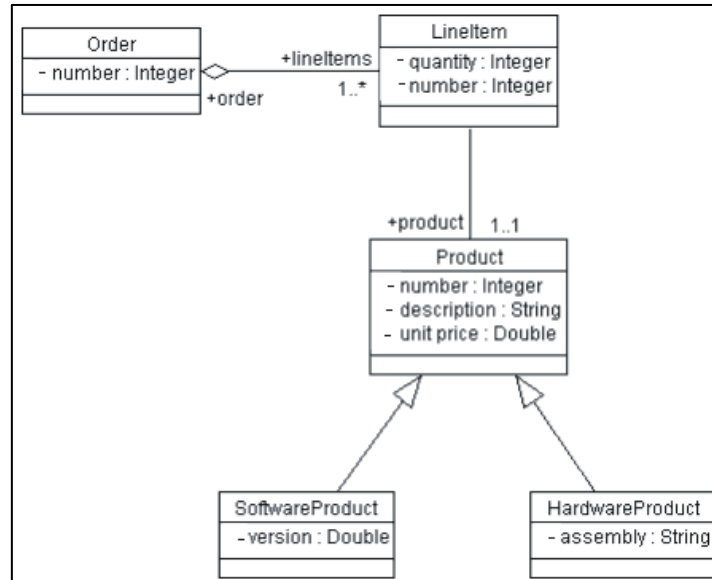 Order
- number : Integer
+order
+lineItems
1..*
LineItem
- quantity : Integer
- number : Integer
+product 1..1
Product
- number : Integer
- description : String
- unit price : Double
SoftwareProduct
- version : Double
HardwareProduct
- assembly : String